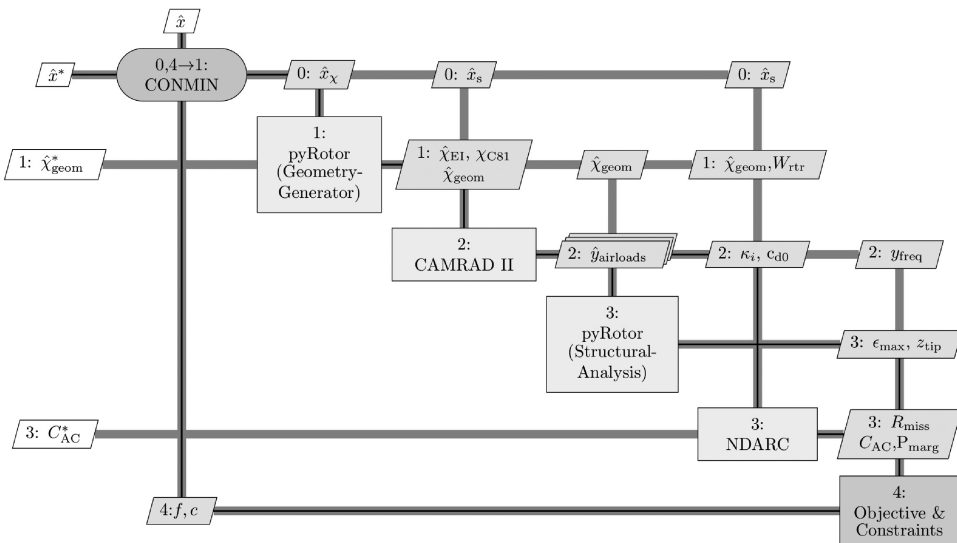 x̂
x̂*
0,4→1:
CONMIN
0: x̂_χ
0: x̂_s
0: x̂_s
1: χ̂*_geom
1:
pyRotor
(Geometry-
Generator)
1: χ̂_EI, χ_C81
χ̂_geom
χ̂_geom
1: χ̂_geom,W_rtr
2:
CAMRAD II
2: ŷ_airloads
2: κ_i, c_d0
2: y_freq
3:
pyRotor
(Structural-
Analysis)
3: ϵ_max, z_tip
3: C*_AC
3:
NDARC
3: R_miss
C_AC,P_marg
4:f, c
4:
Objective &
Constraints